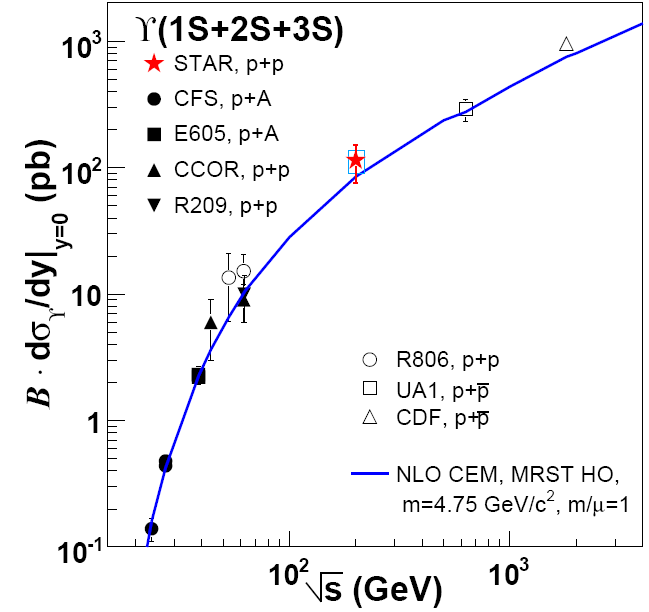 ϒ(1S+2S+3S)
STAR, p+p
CFS, p+A
E605, p+A
CCOR, p+p
R209, p+p
R806, p+p
UA1, p+p̅
CDF, p+p̅
NLO CEM, MRST HO,
m=4.75 GeV/c², m/μ=1
B · dσϒ/dy|y=0 (pb)
10³
10²
10
1
10⁻¹
10²
10³
√s (GeV)